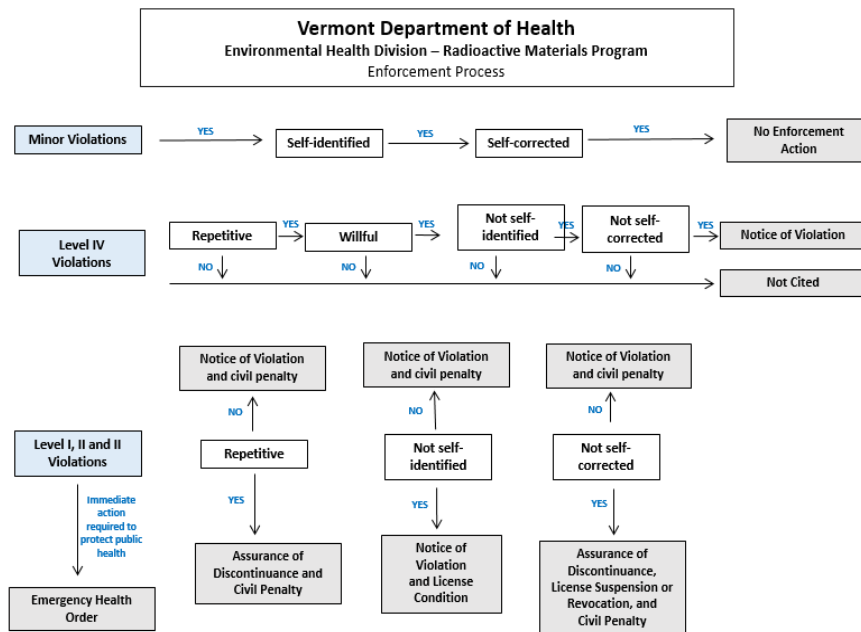 Vermont Department of Health
Environmental Health Division – Radioactive Materials Program
Enforcement Process
Minor Violations
YES
Self-identified
YES
Self-corrected
YES
No Enforcement
Action
Level IV
Violations
Repetitive
YES
Willful
YES
Not self-
identified
YES
Not self-
corrected
YES
Notice of Violation
NO
NO
NO
NO
Not Cited
Notice of Violation
and civil penalty
Notice of Violation
and civil penalty
Notice of Violation
and civil penalty
NO
NO
NO
Level I, II and II
Violations
Repetitive
Not self-
identified
Not self-
corrected
YES
YES
YES
Immediate
action
required to
protect public
health
Emergency Health
Order
Assurance of
Discontinuance and
Civil Penalty
Notice of
Violation
and License
Condition
Assurance of
Discontinuance,
License Suspension or
Revocation, and
Civil Penalty